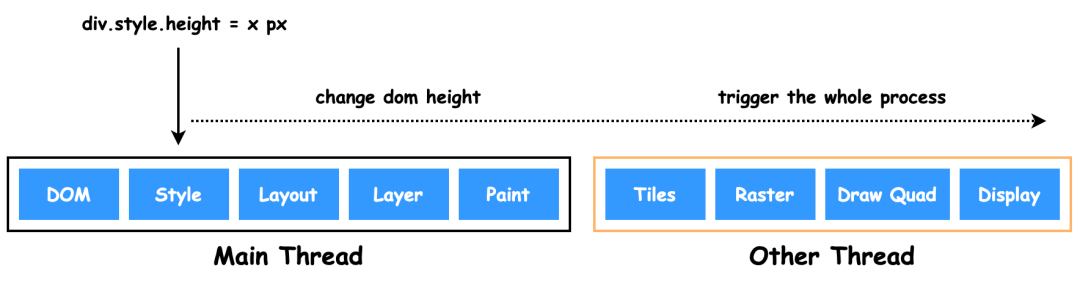 div.style.height = x px
change dom height
trigger the whole process
DOM
Style
Layout
Layer
Paint
Tiles
Raster
Draw Quad
Display
Main Thread
Other Thread